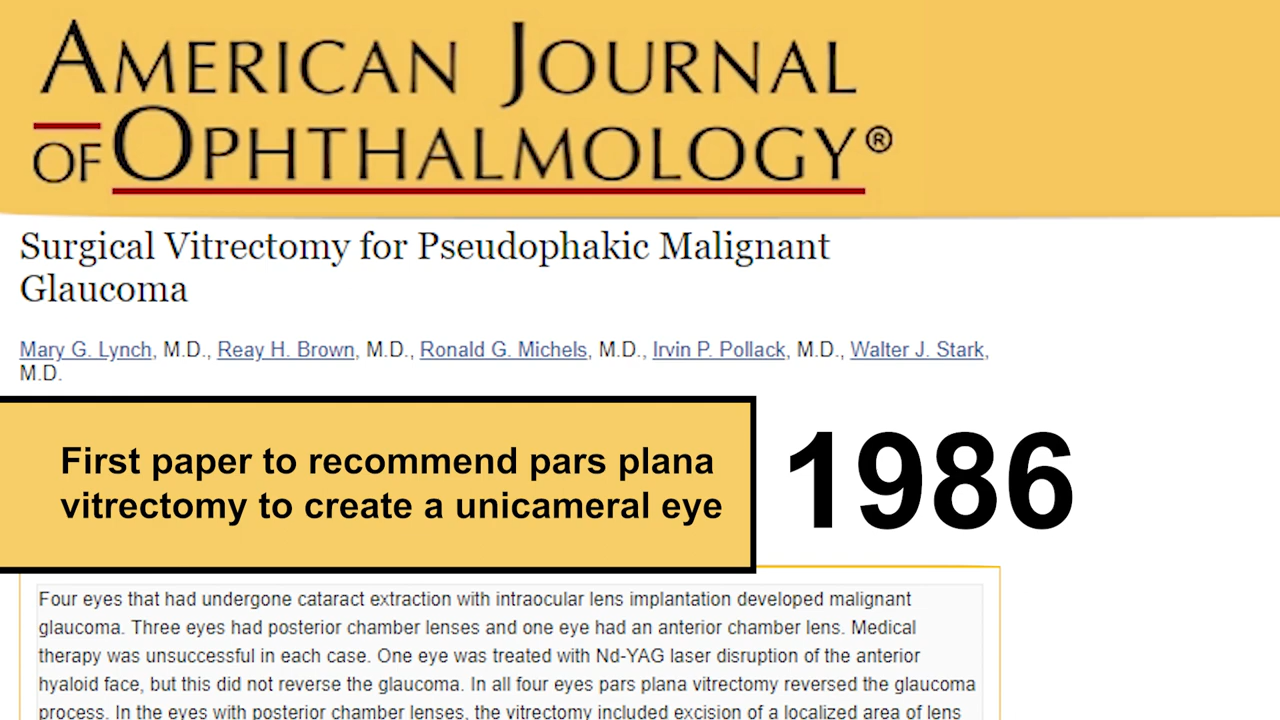 AMERICAN JOURNAL
OF OPHTHALMOLOGY®
Surgical Vitrectomy for Pseudophakic Malignant
Glaucoma
Mary G. Lynch, M.D., Reay H. Brown, M.D., Ronald G. Michels, M.D., Irvin P. Pollack, M.D., Walter J. Stark,
M.D.
First paper to recommend pars plana
vitrectomy to create a unicameral eye
1986
Four eyes that had undergone cataract extraction with intraocular lens implantation developed malignant
glaucoma. Three eyes had posterior chamber lenses and one eye had an anterior chamber lens. Medical
therapy was unsuccessful in each case. One eye was treated with Nd-YAG laser disruption of the anterior
hyaloid face, but this did not reverse the glaucoma. In all four eyes pars plana vitrectomy reversed the glaucoma
process. In the eyes with posterior chamber lenses, the vitrectomy included excision of a localized area of lens